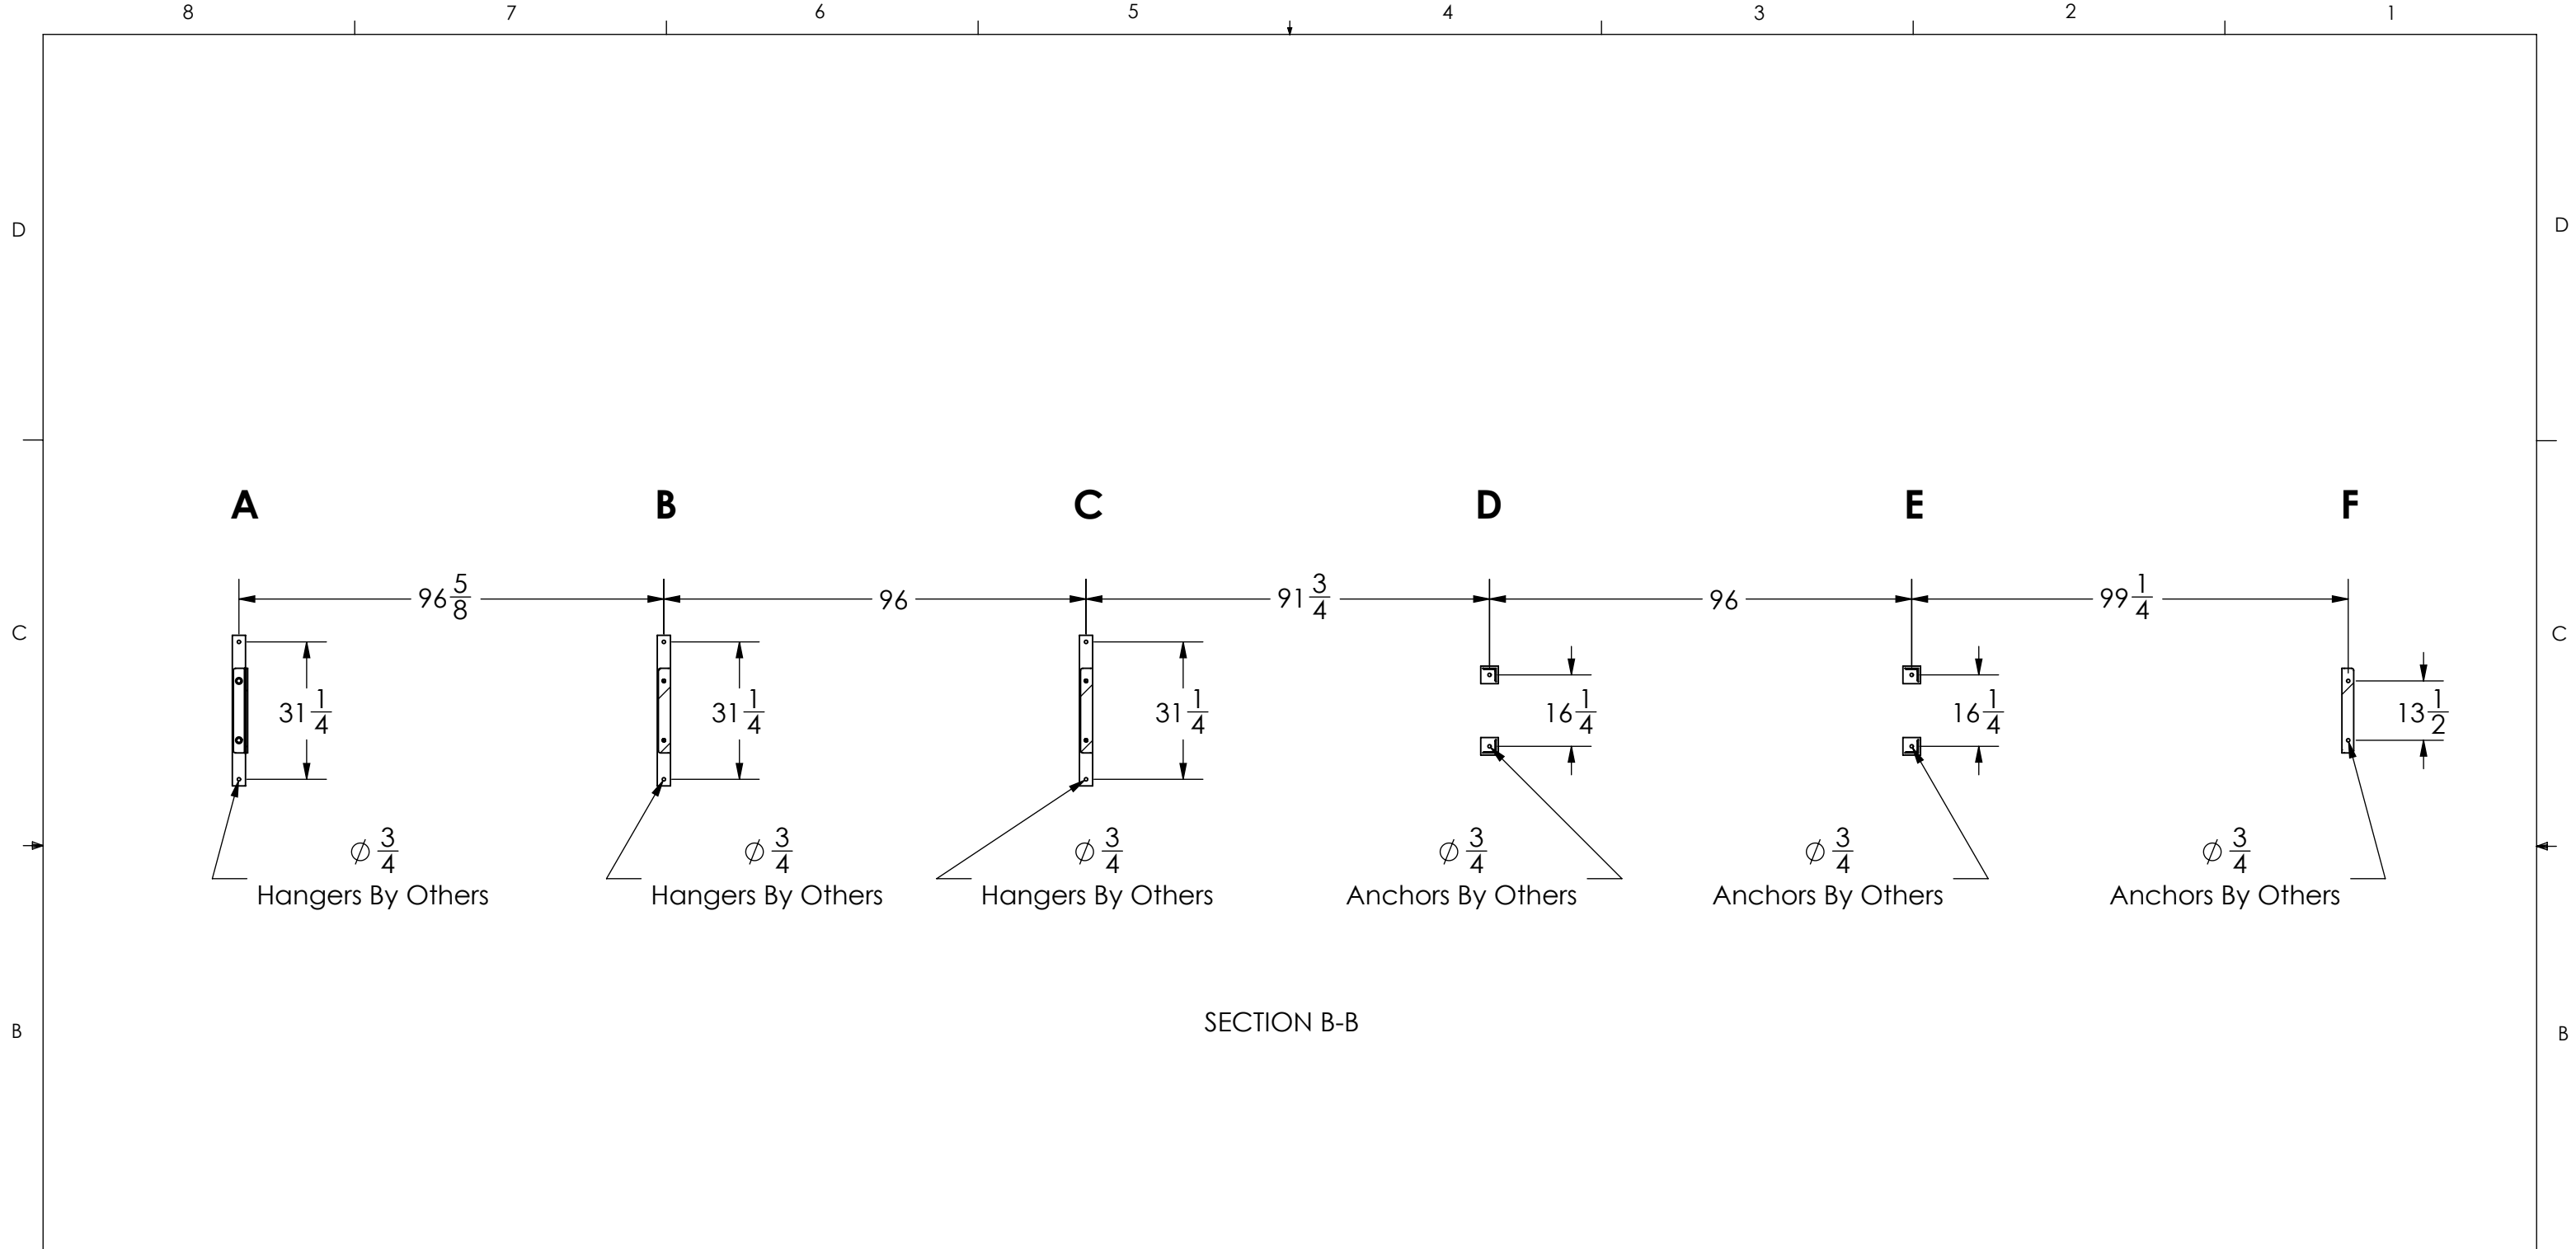 8 7 6 5 4 3 2 1
D D
A B C D E F
96 5/8 96 91 3/4 96 99 1/4
C C
31 1/4 31 1/4 31 1/4 16 1/4 16 1/4 13 1/2
∅ 3/4 ∅ 3/4 ∅ 3/4 ∅ 3/4 ∅ 3/4 ∅ 3/4
Hangers By Others Hangers By Others Hangers By Others Anchors By Others Anchors By Others Anchors By Others
SECTION B-B
B B